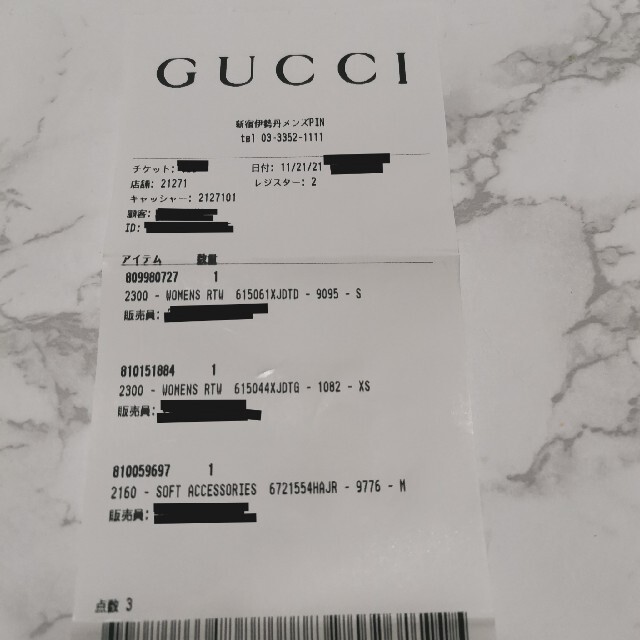 GUCCI
新宿伊勢丹メンズPIN
tel 03-3352-1111
チケット:
日付: 11/21/21
店舗: 21271
レジスター: 2
キャッシャー: 2127101
顧客:
ID:
アイテム 数量
809980727 1
2300 - WOMENS RTW 615061XJDTD - 9095 - S
販売員:
810151884 1
2300 - WOMENS RTW 615044XJDTG - 1082 - XS
販売員:
810059697 1
2160 - SOFT ACCESSORIES 6721554HAJR - 9776 - M
販売員:
点数 3